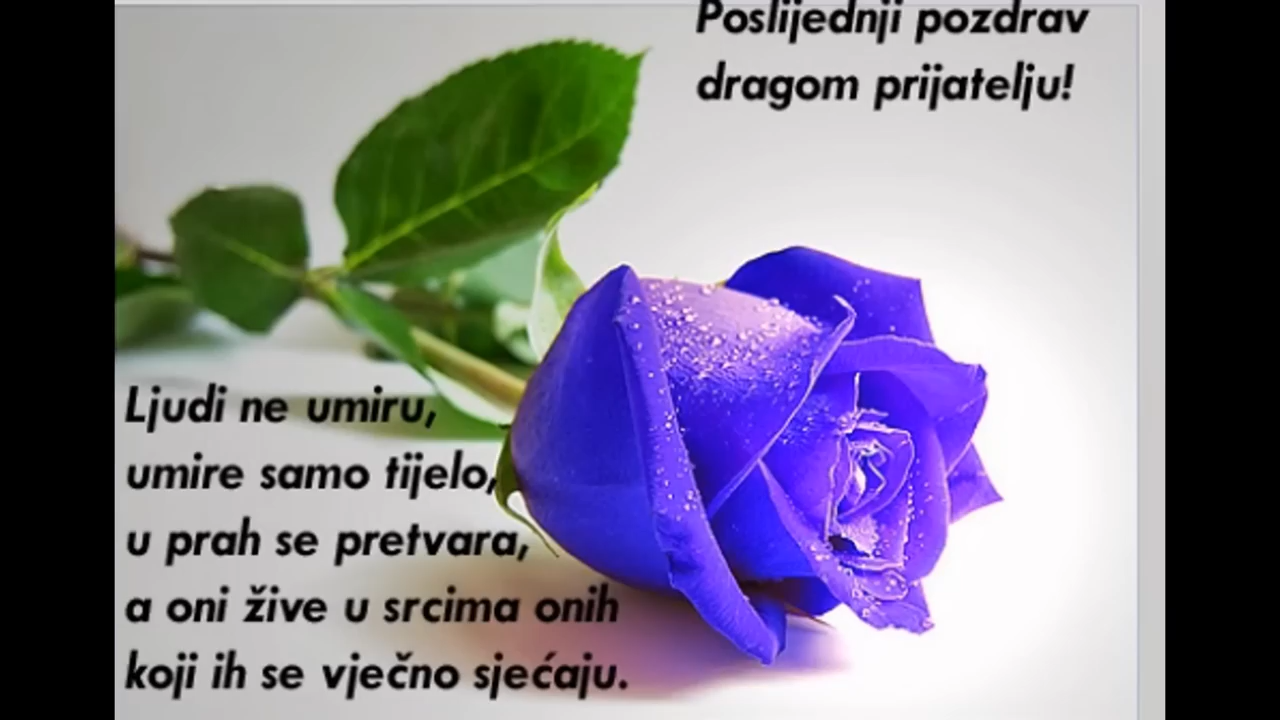 Poslijednji pozdrav
dragom prijatelju!
Ljudi ne umiru,
umire samo tijelo,
u prah se pretvara,
a oni žive u srcima onih
koji ih se vječno sjećaju.